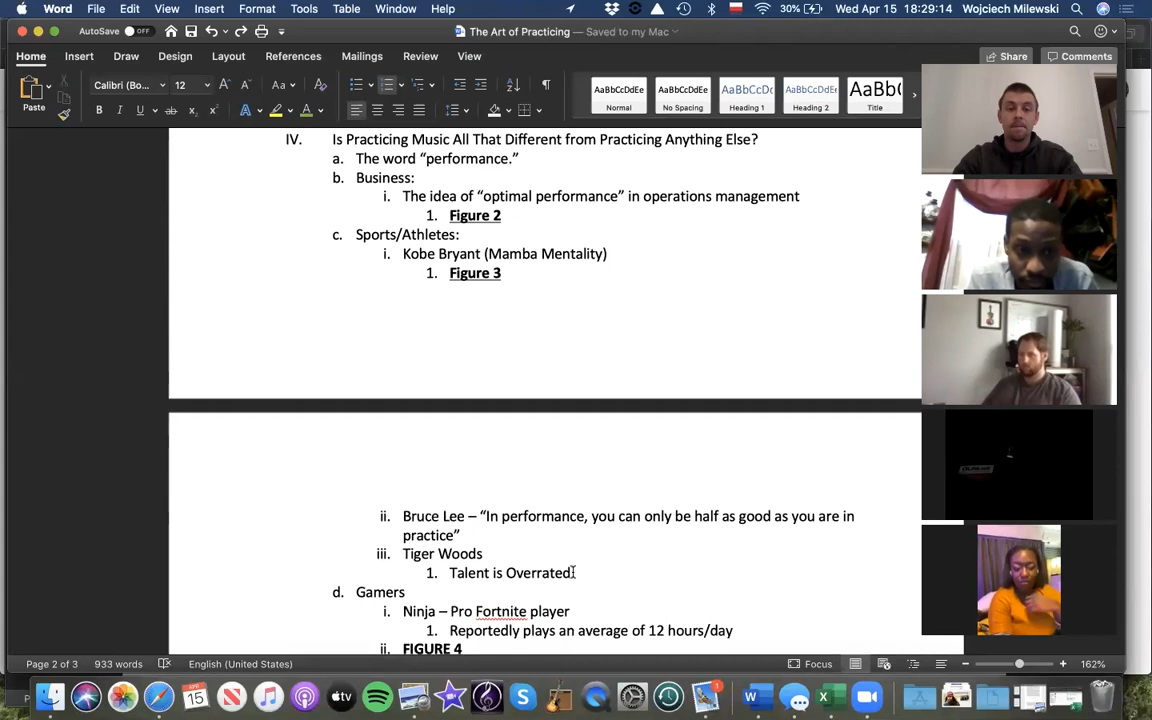 Word File Edit View Insert Format Tools Table Window Help 30% Wed Apr 15 18:29:14 Wojciech Milewski
AutoSave OFF The Art of Practicing — Saved to my Mac
Home Insert Draw Design Layout References Mailings Review View Share Comments
Paste Calibri (Bo... 12 AaBbCcDdEe AaBbCcDdEe AaBbCcDc AaBbCcDdEe AaBb(
Normal No Spacing Heading 1 Heading 2 Title
IV. Is Practicing Music All That Different from Practicing Anything Else?
a. The word “performance.”
b. Business:
i. The idea of “optimal performance” in operations management
1. Figure 2
c. Sports/Athletes:
i. Kobe Bryant (Mamba Mentality)
1. Figure 3
ii. Bruce Lee – “In performance, you can only be half as good as you are in
practice”
iii. Tiger Woods
1. Talent is Overrated
d. Gamers
i. Ninja – Pro Fortnite player
1. Reportedly plays an average of 12 hours/day
ii. FIGURE 4
Page 2 of 3 933 words English (United States) Focus 162%
APR 15 tv 1